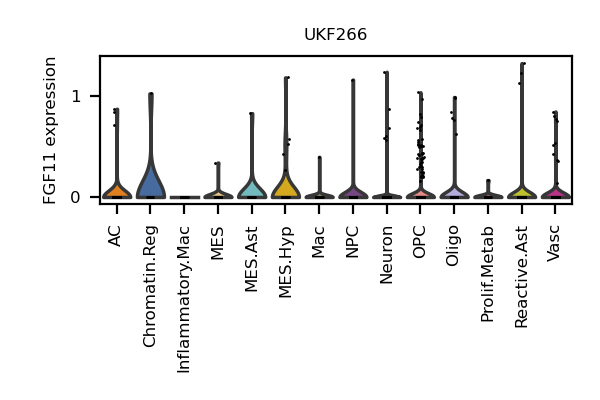 UKF266
FGF11 expression
1
0
AC
Chromatin.Reg
Inflammatory.Mac
MES
MES.Ast
MES.Hyp
Mac
NPC
Neuron
OPC
Oligo
Prolif.Metab
Reactive.Ast
Vasc